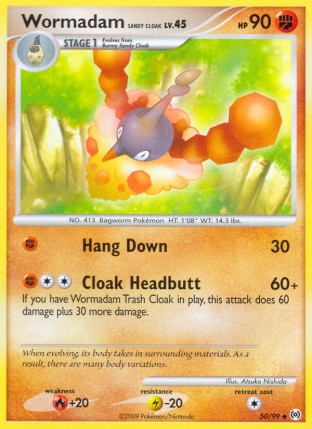 Wormadam SANDY CLOAK LV.45 HP 90
STAGE 1 Evolves from
Burmy Sandy Cloak
NO. 413 Bagworm Pokémon HT: 1'08" WT: 14.3 lbs.
Hang Down 30
Cloak Headbutt 60+
If you have Wormadam Trash Cloak in play, this attack does 60
damage plus 30 more damage.
When evolving, its body takes in surrounding materials. As a
result, there are many body variations.
Illus. Atsuko Nishida
weakness resistance retreat cost
+20 -20
©2009 Pokémon/Nintendo 50/99